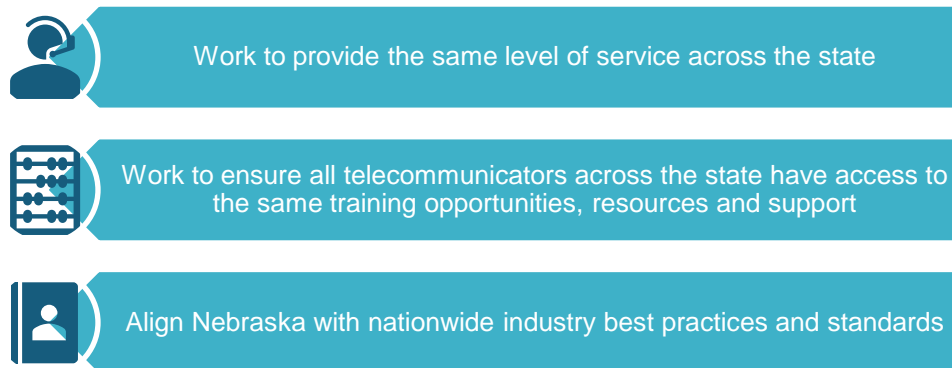 Work to provide the same level of service across the state
Work to ensure all telecommunicators across the state have access to
the same training opportunities, resources and support
Align Nebraska with nationwide industry best practices and standards